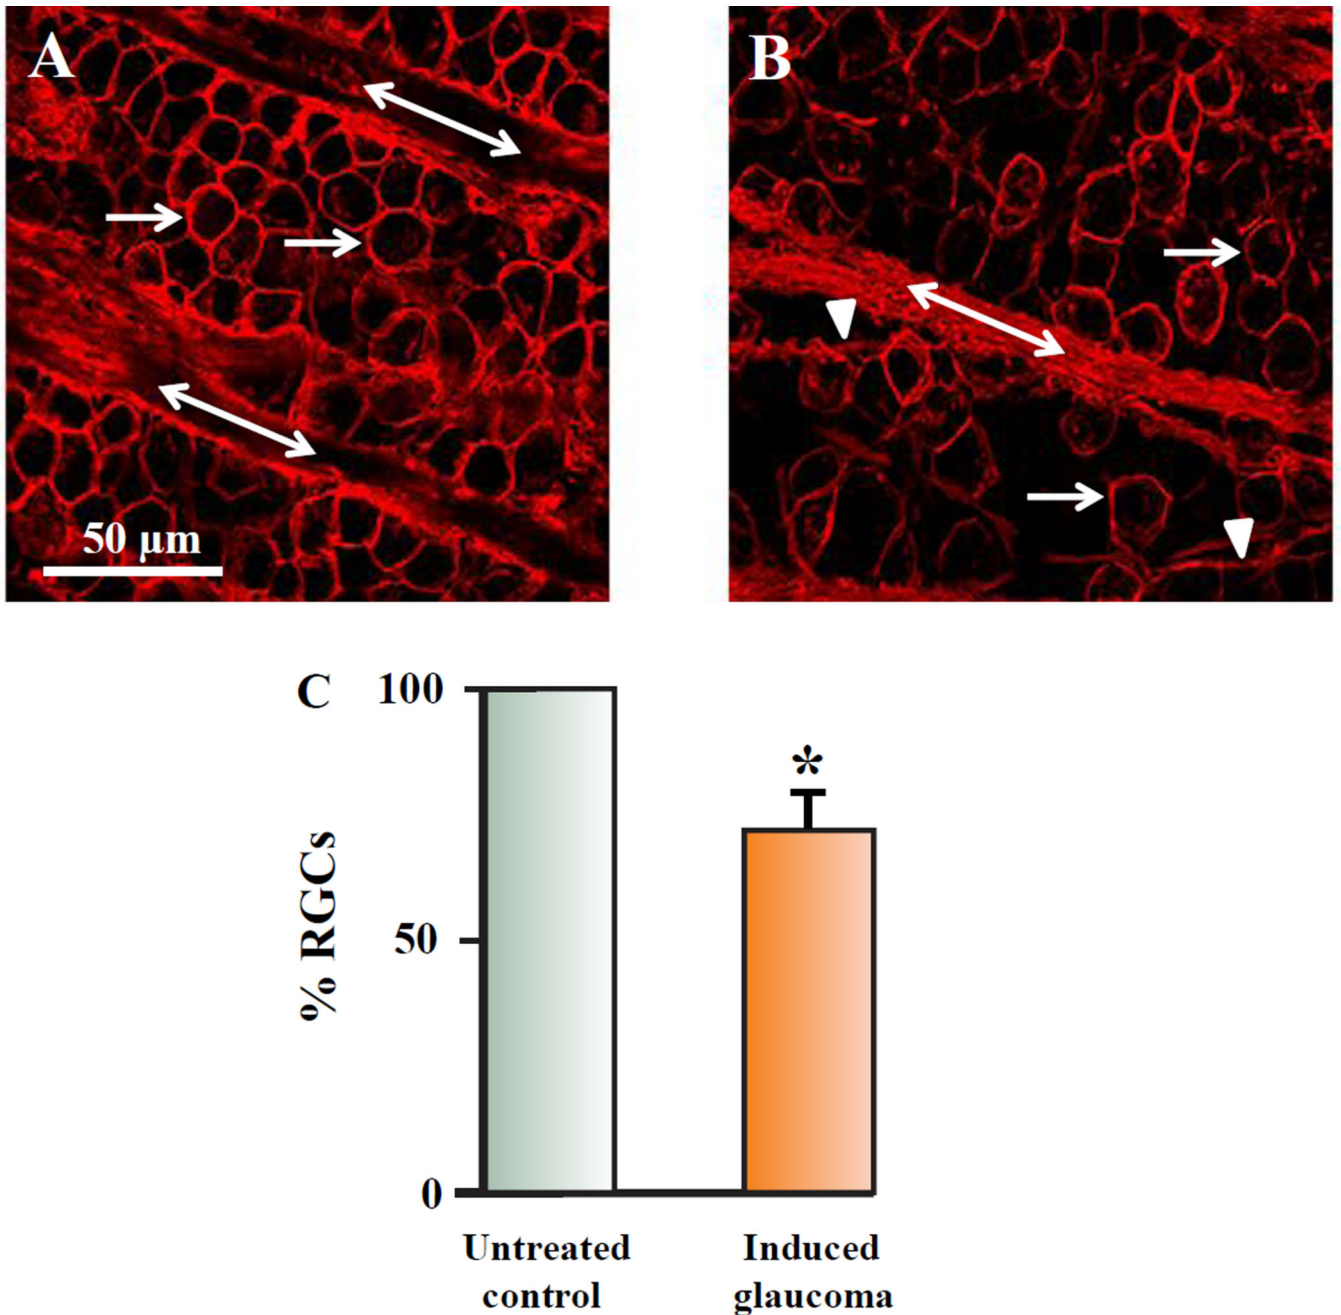 A
B
50 µm
C
100
*
% RGCs
50
0
Untreated
control
Induced
glaucoma